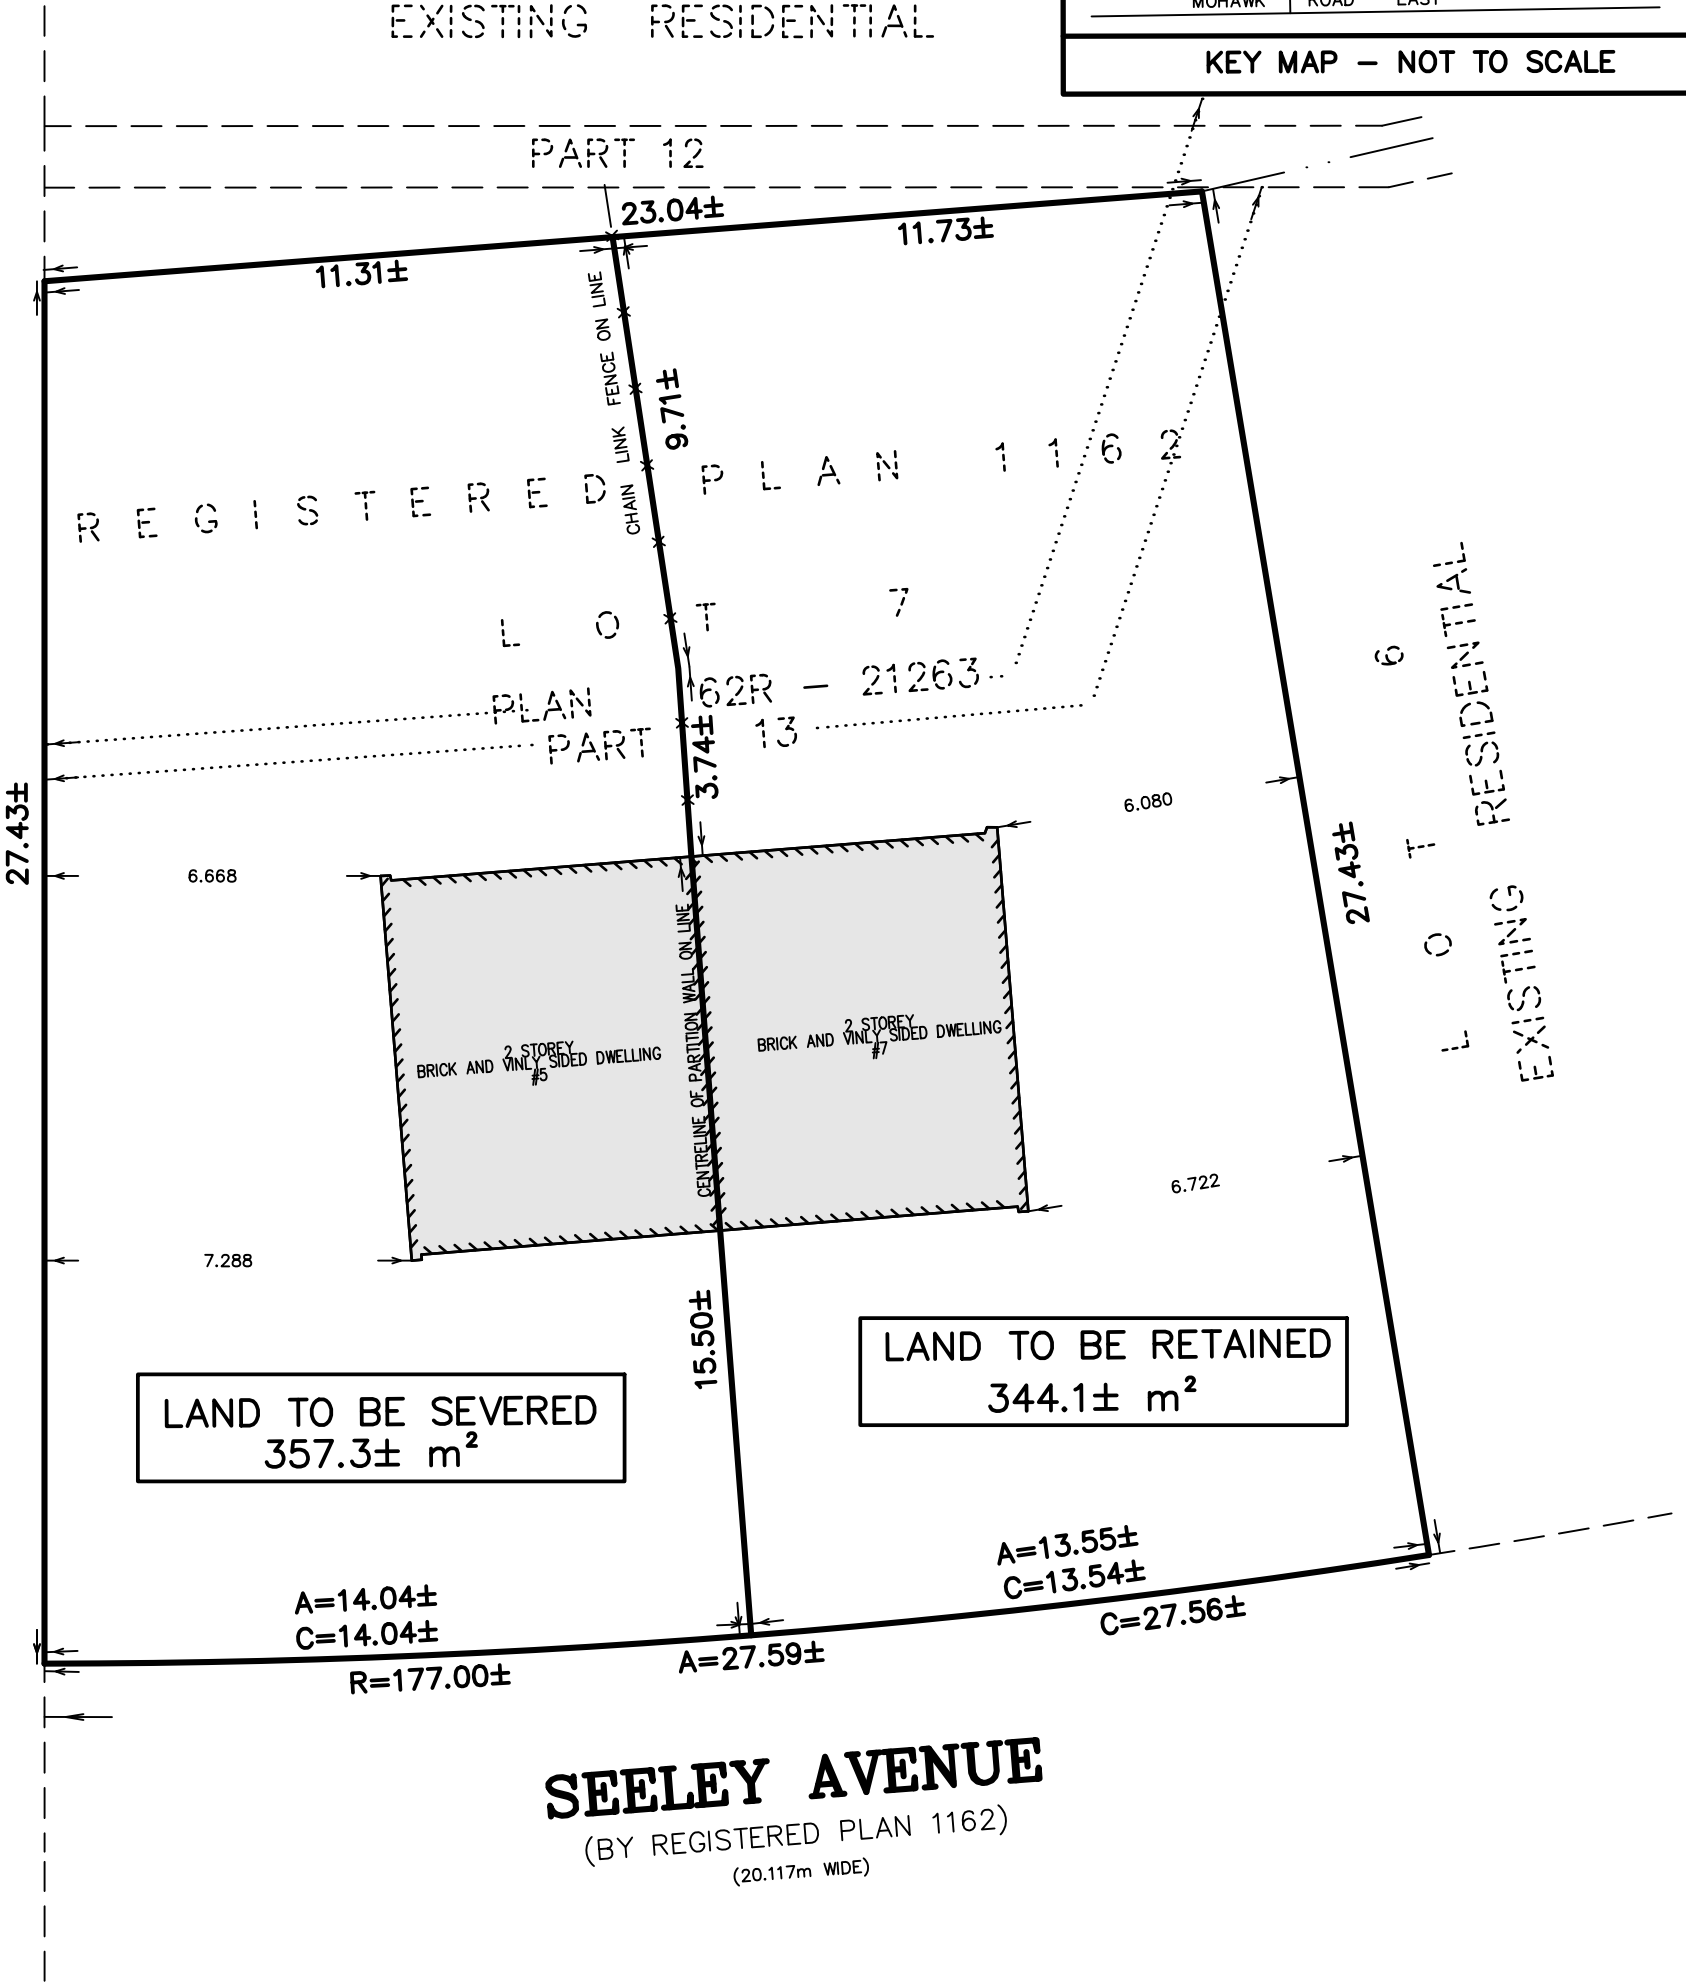 EXISTING RESIDENTIAL
MOHAWK ROAD EAST
KEY MAP – NOT TO SCALE
PART 12
23.04±
11.31±
11.73±
CHAIN LINK FENCE ON LINE
9.71±
REGISTERED PLAN 1162
LOT 7
PLAN 62R – 21263
PART 13
3.74±
27.43±
6.668
6.080
27.43±
LOT 6
EXISTING RESIDENTIAL
2 STOREY
BRICK AND VINLY SIDED DWELLING
#5
CENTRELINE OF PARTITION WALL ON LINE
2 STOREY
BRICK AND VINLY SIDED DWELLING
#7
7.288
6.722
15.50±
LAND TO BE RETAINED
344.1± m²
LAND TO BE SEVERED
357.3± m²
A=13.55±
C=13.54±
A=14.04±
C=14.04±
C=27.56±
A=27.59±
R=177.00±
SEELEY AVENUE
(BY REGISTERED PLAN 1162)
(20.117m WIDE)